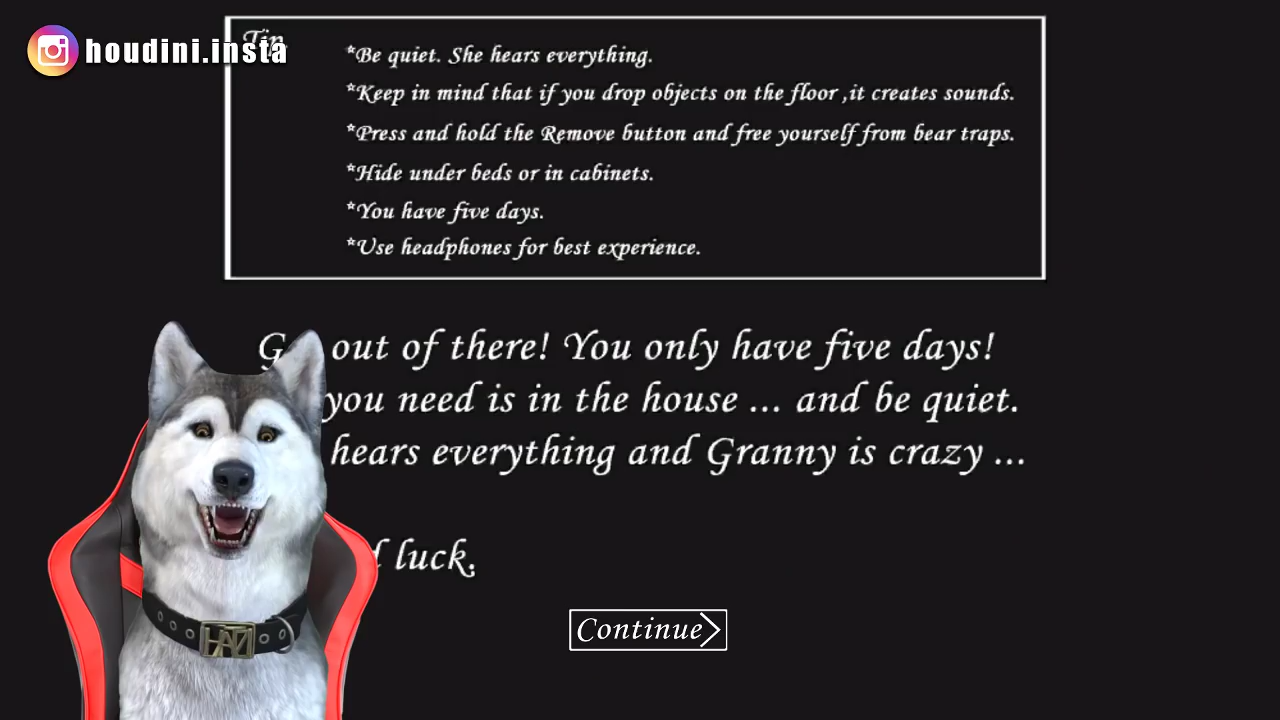 houdini.insta
Tip
*Be quiet. She hears everything.
*Keep in mind that if you drop objects on the floor ,it creates sounds.
*Press and hold the Remove button and free yourself from bear traps.
*Hide under beds or in cabinets.
*You have five days.
*Use headphones for best experience.
out of there! You only have five days!
you need is in the house ... and be quiet.
hears everything and Granny is crazy ...
luck.
Continue